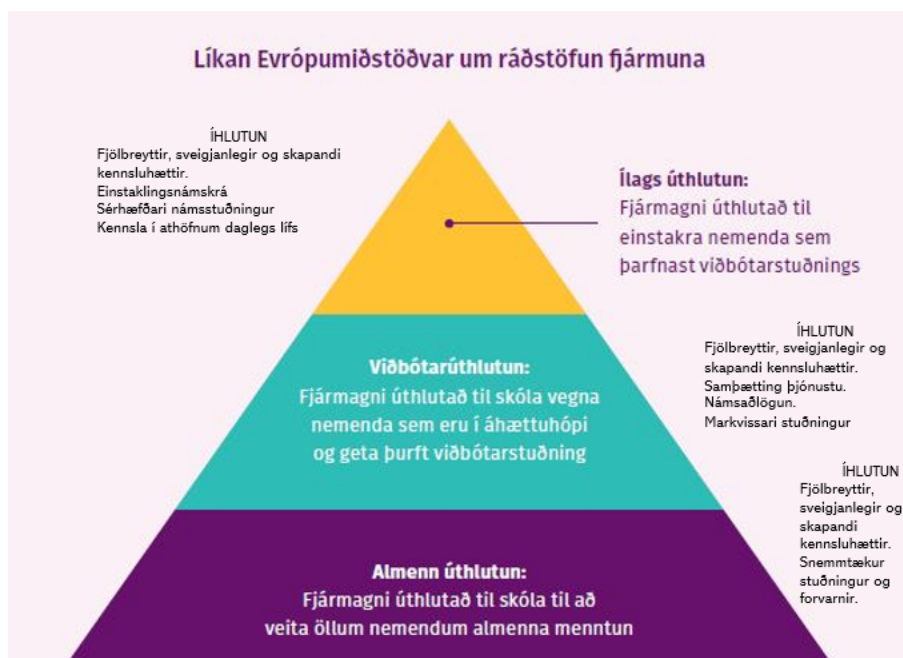 Líkan Evrópumiðstöðvar um ráðstöfun fjármuna
ÍHLUTUN
Fjölbreyttir, sveigjanlegir og skapandi
kennsluhættir.
Einstaklingsnámskrá
Sérhæfðari námsstuðningur
Kennsla í athöfnum daglegs lífs
Ílags úthlutun:
Fjármagni úthlutað til
einstakra nemenda sem
þarfnast viðbótarstuðnings
ÍHLUTUN
Fjölbreyttir, sveigjanlegir og
skapandi kennsluhættir.
Samþætting þjónustu.
Námsaðlögun.
Markvissari stuðningur
Viðbótarúthlutun:
Fjármagni úthlutað til skóla vegna
nemenda sem eru í áhættuhópi
og geta þurft viðbótarstuðning
ÍHLUTUN
Fjölbreyttir,
sveigjanlegir og
skapandi
kennsluhættir.
Snemmtækur
stuðningur og
forvarnir.
Almenn úthlutun:
Fjármagni úthlutað til skóla til að
veita öllum nemendum almenna menntun